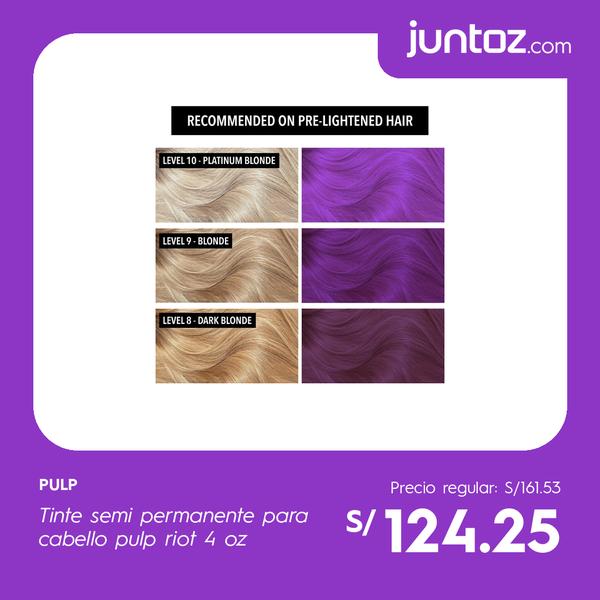 juntoz.com
RECOMMENDED ON PRE-LIGHTENED HAIR
LEVEL 10 - PLATINUM BLONDE
LEVEL 9 - BLONDE
LEVEL 8 - DARK BLONDE
PULP
Tinte semi permanente para
cabello pulp riot 4 oz
Precio regular: S/161.53
S/124.25